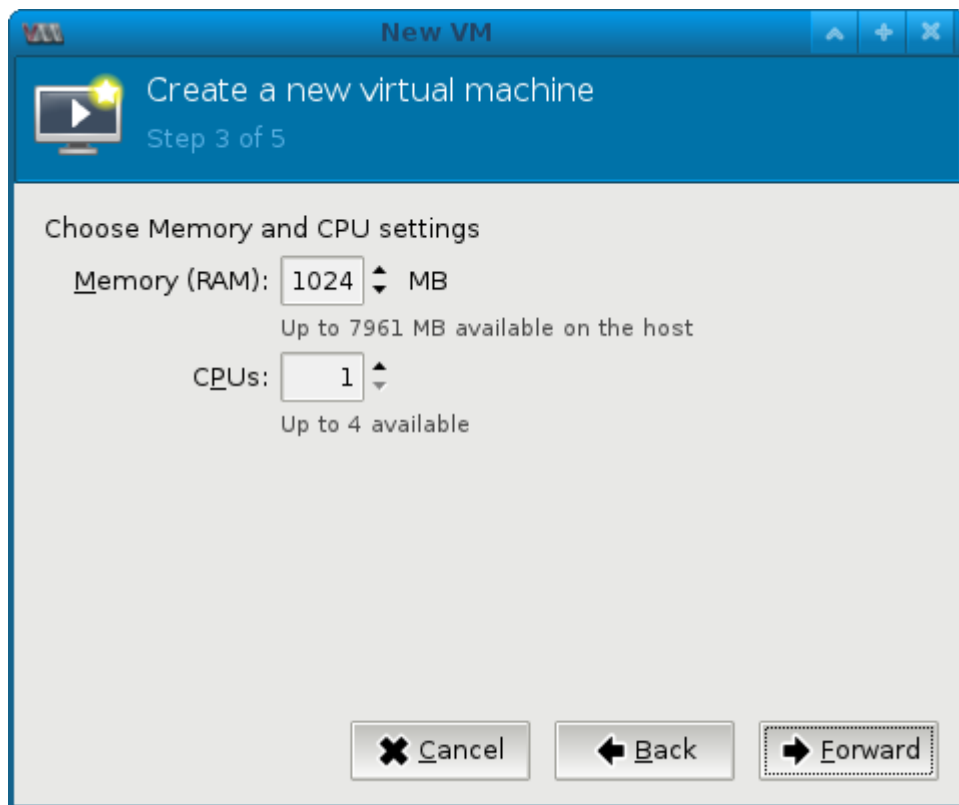 New VM
Create a new virtual machine
Step 3 of 5
Choose Memory and CPU settings
Memory (RAM): 1024 MB
Up to 7961 MB available on the host
CPUs: 1
Up to 4 available
Cancel Back Forward